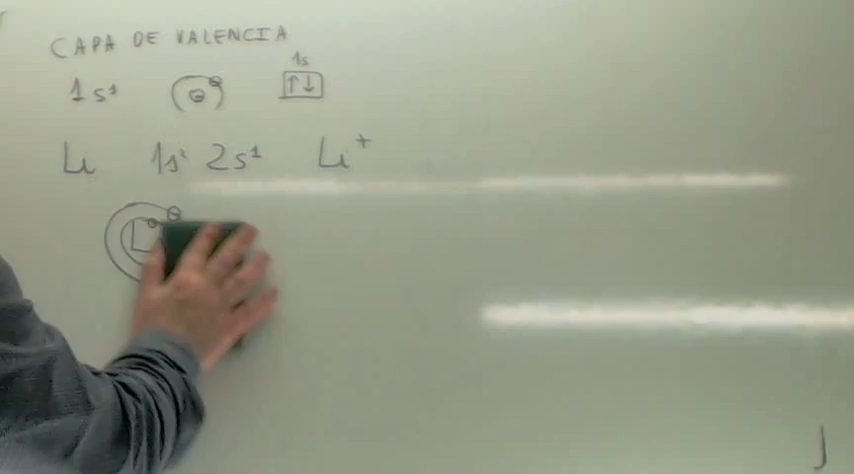 CAPA DE VALENCIA
1s
1s¹ ↑↓
Li 1s² 2s¹ Li⁺